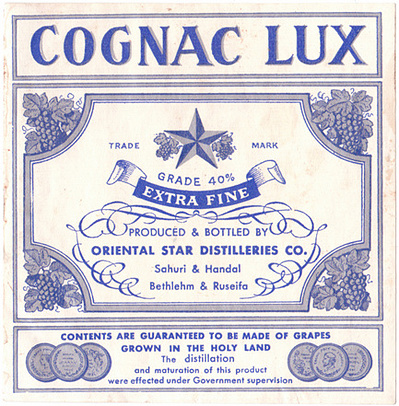 COGNAC LUX
TRADE MARK
GRADE 40%
EXTRA FINE
PRODUCED & BOTTLED BY
ORIENTAL STAR DISTILLERIES CO.
Sahuri & Handal
Bethlehm & Ruseifa
CONTENTS ARE GUARANTEED TO BE MADE OF GRAPES
GROWN IN THE HOLY LAND
The distillation
and maturation of this product
were effected under Government supervision